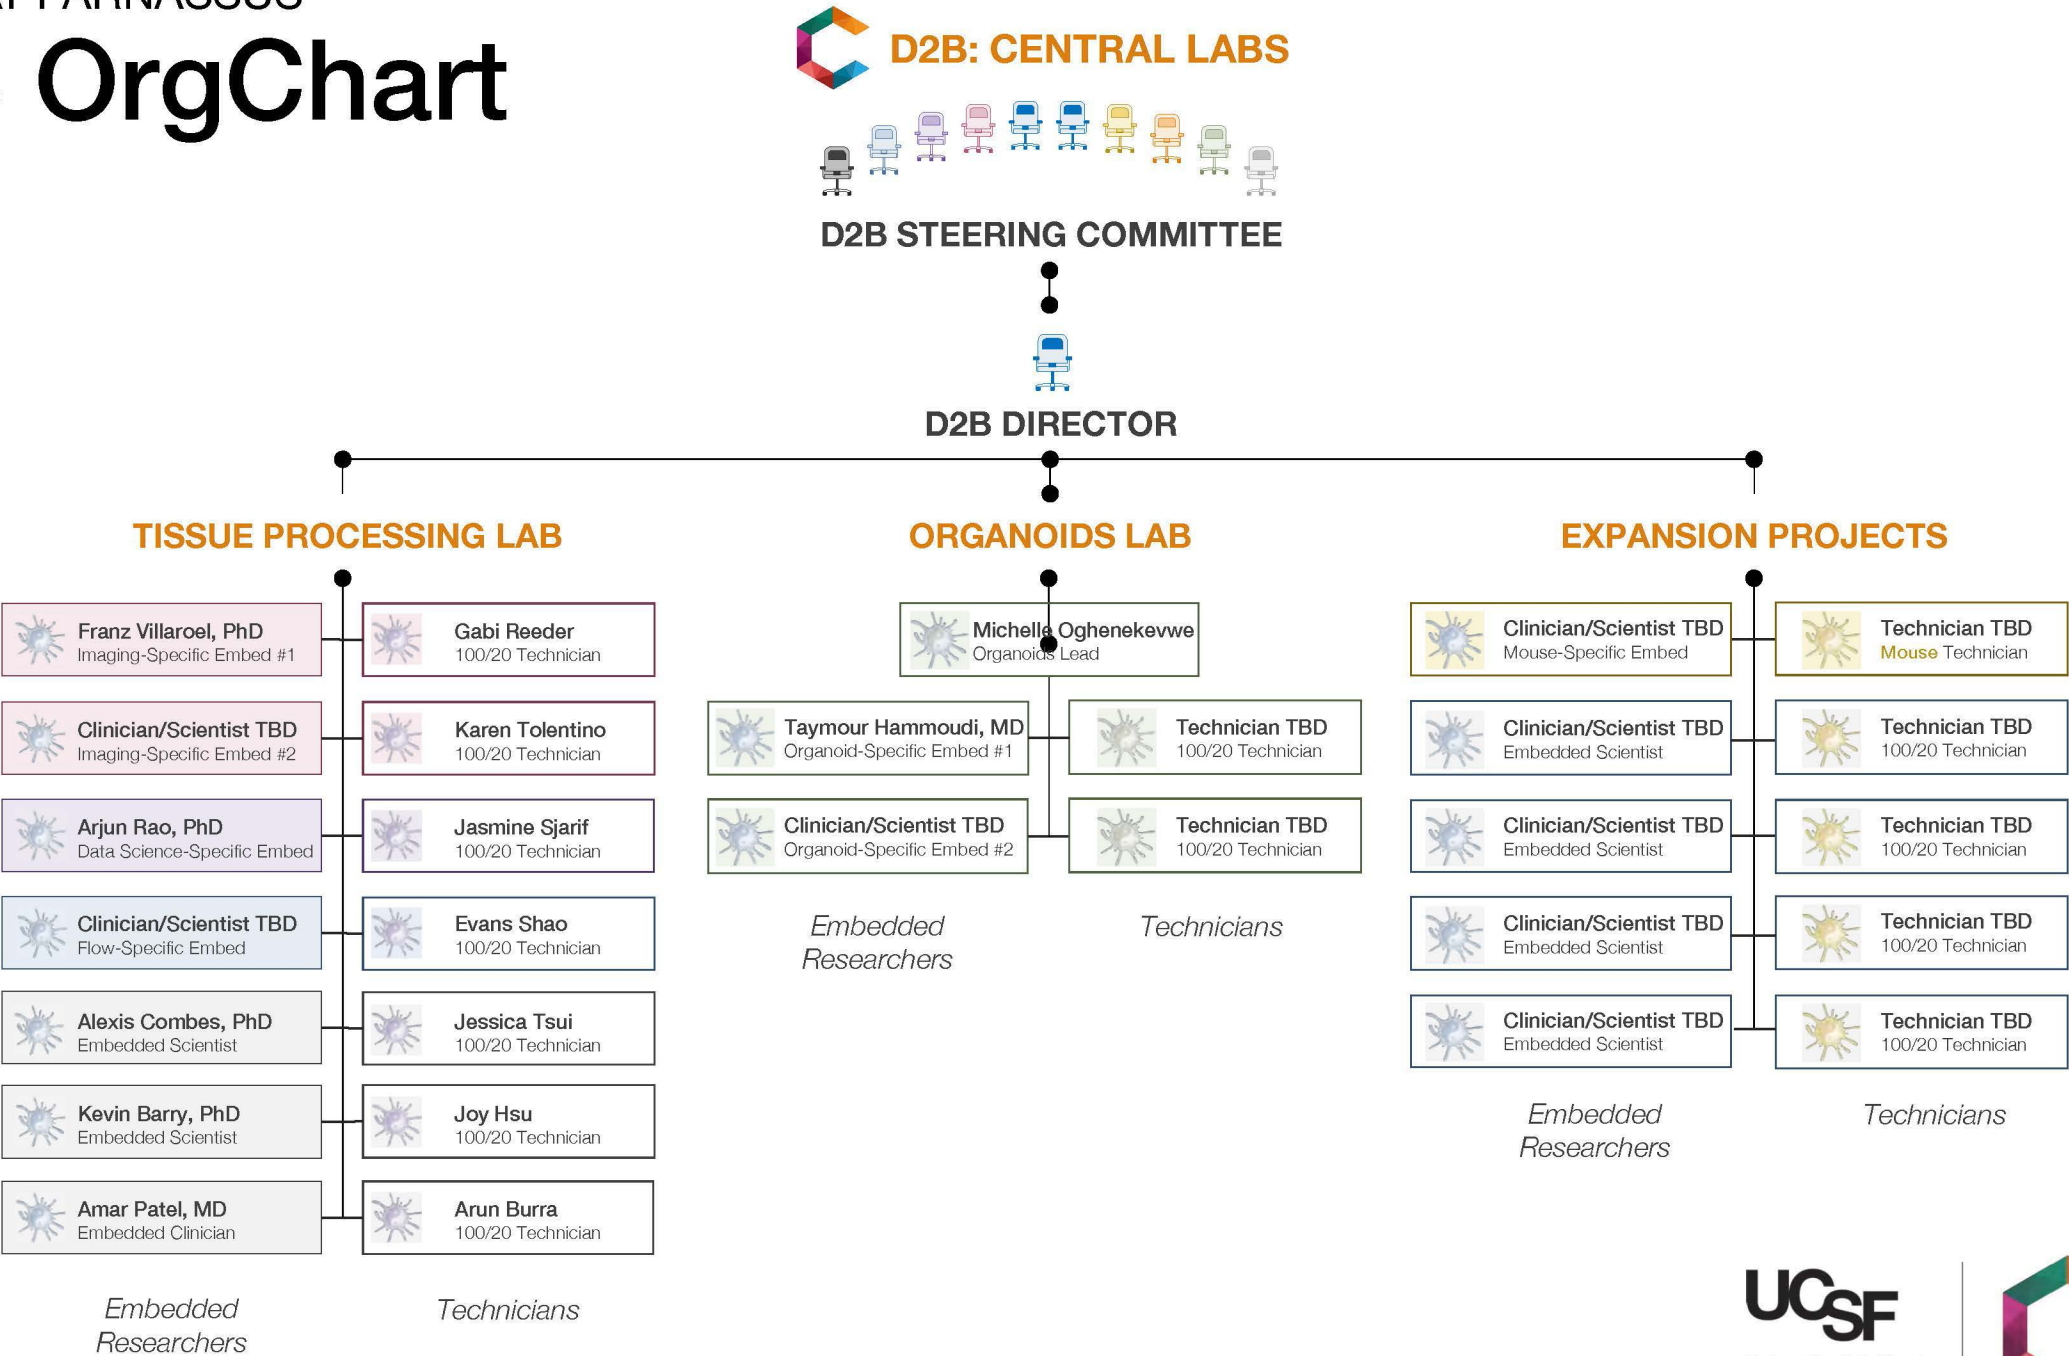 OrgChart
D2B: CENTRAL LABS
D2B STEERING COMMITTEE
D2B DIRECTOR
TISSUE PROCESSING LAB
Franz Villaroel, PhD
Imaging-Specific Embed #1
Gabi Reeder
100/20 Technician
Clinician/Scientist TBD
Imaging-Specific Embed #2
Karen Tolentino
100/20 Technician
Arjun Rao, PhD
Data Science-Specific Embed
Jasmine Sjarif
100/20 Technician
Clinician/Scientist TBD
Flow-Specific Embed
Evans Shao
100/20 Technician
Alexis Combes, PhD
Embedded Scientist
Jessica Tsui
100/20 Technician
Kevin Barry, PhD
Embedded Scientist
Joy Hsu
100/20 Technician
Amar Patel, MD
Embedded Clinician
Arun Burra
100/20 Technician
Embedded
Researchers
Technicians
ORGANOIDS LAB
Michelle Oghenekevwe
Organoids Lead
Taymour Hammoudi, MD
Organoid-Specific Embed #1
Technician TBD
100/20 Technician
Clinician/Scientist TBD
Organoid-Specific Embed #2
Technician TBD
100/20 Technician
Embedded
Researchers
Technicians
EXPANSION PROJECTS
Clinician/Scientist TBD
Mouse-Specific Embed
Technician TBD
Mouse Technician
Clinician/Scientist TBD
Embedded Scientist
Technician TBD
100/20 Technician
Clinician/Scientist TBD
Embedded Scientist
Technician TBD
100/20 Technician
Clinician/Scientist TBD
Embedded Scientist
Technician TBD
100/20 Technician
Clinician/Scientist TBD
Embedded Scientist
Technician TBD
100/20 Technician
Embedded
Researchers
Technicians
UCSF